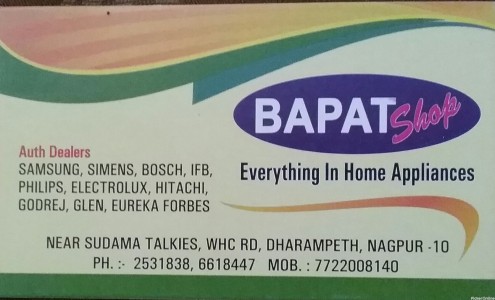 BAPAT Shop
Everything In Home Appliances
Auth Dealers
SAMSUNG, SIMENS, BOSCH, IFB,
PHILIPS, ELECTROLUX, HITACHI,
GODREJ, GLEN, EUREKA FORBES
NEAR SUDAMA TALKIES, WHC RD, DHARAMPETH, NAGPUR -10
PH. :- 2531838, 6618447 MOB. : 7722008140